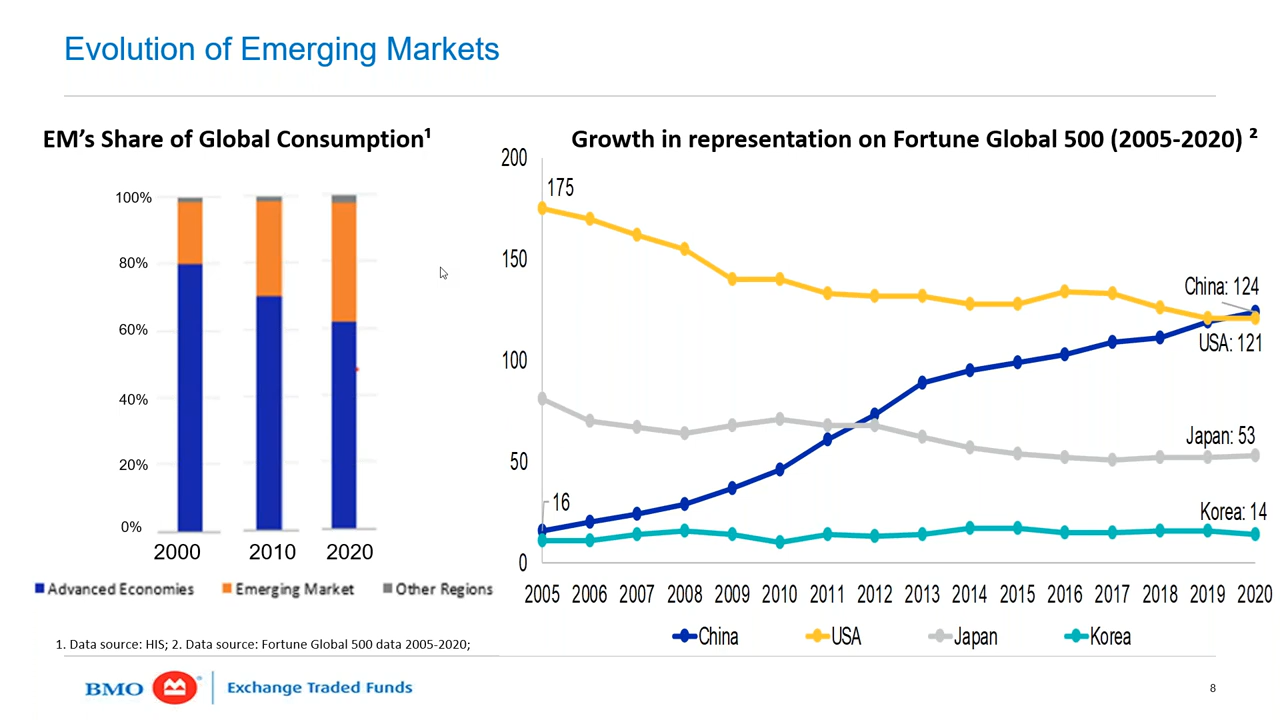 Evolution of Emerging Markets
EM’s Share of Global Consumption¹
100%
80%
60%
40%
20%
0%
2000 2010 2020
Advanced Economies Emerging Market Other Regions
Growth in representation on Fortune Global 500 (2005-2020) ²
200
150
100
50
0
175
16
China: 124
USA: 121
Japan: 53
Korea: 14
2005 2006 2007 2008 2009 2010 2011 2012 2013 2014 2015 2016 2017 2018 2019 2020
China USA Japan Korea
1. Data source: HIS; 2. Data source: Fortune Global 500 data 2005-2020;
BMO Exchange Traded Funds
8